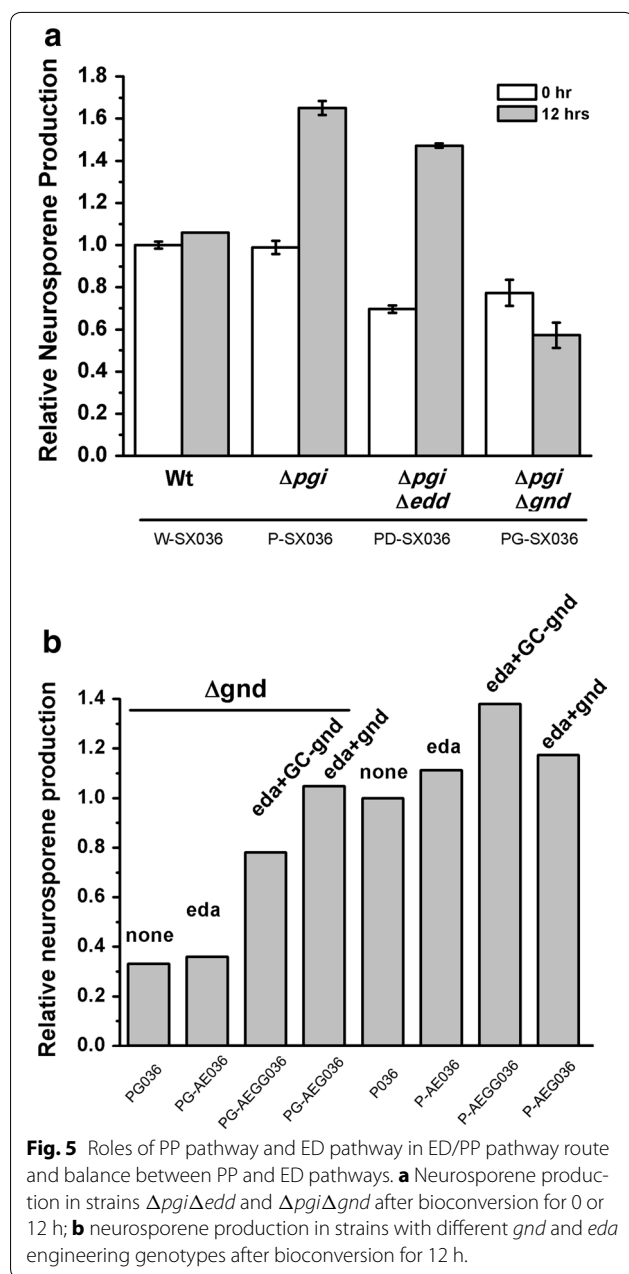 a
Relative Neurosporene Production
1.8
1.6
1.4
1.2
1.0
0.8
0.6
0.4
0.2
0.0
0 hr
12 hrs
Wt
Δpgi
Δpgi
Δedd
Δpgi
Δgnd
W-SX036
P-SX036
PD-SX036
PG-SX036
b
Relative neurosporene production
1.4
1.2
1.0
0.8
0.6
0.4
0.2
0.0
Δgnd
none
eda
eda+GC-gnd
eda+gnd
none
eda
eda+GC-gnd
eda+gnd
PG036
PG-AE036
PG-AEGG036
PG-AEG036
P036
P-AE036
P-AEGG036
P-AEG036
Fig. 5 Roles of PP pathway and ED pathway in ED/PP pathway route
and balance between PP and ED pathways. a Neurosporene produc-
tion in strains ΔpgiΔedd and ΔpgiΔgnd after bioconversion for 0 or
12 h; b neurosporene production in strains with different gnd and eda
engineering genotypes after bioconversion for 12 h.